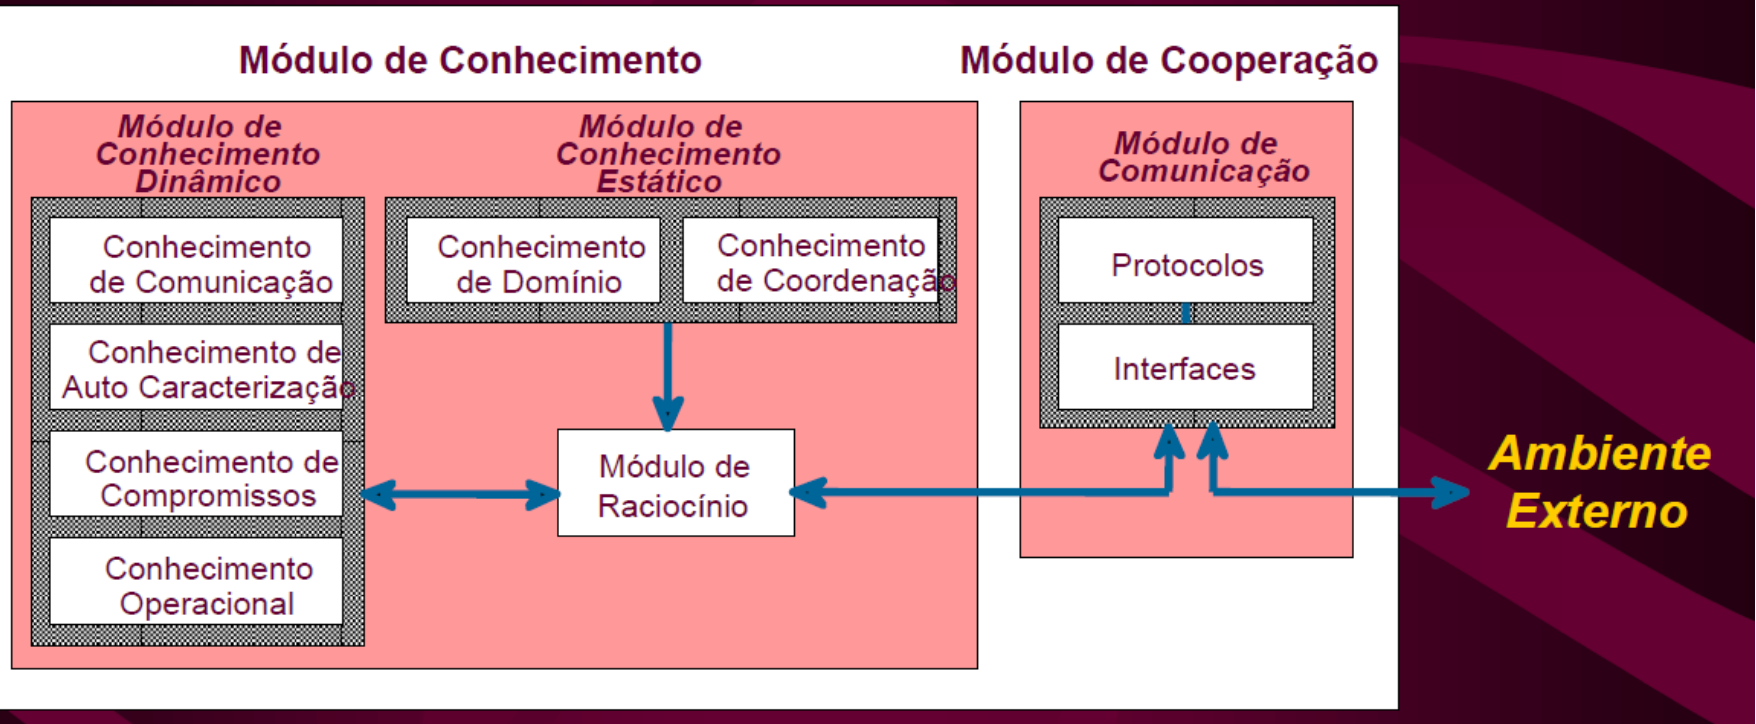 Módulo de Conhecimento
Módulo de Cooperação
Módulo de
Conhecimento
Dinâmico
Conhecimento
de Comunicação
Conhecimento de
Auto Caracterização
Conhecimento de
Compromissos
Conhecimento
Operacional
Módulo de
Conhecimento
Estático
Conhecimento
de Domínio
Conhecimento
de Coordenação
Módulo de
Raciocínio
Módulo de
Comunicação
Protocolos
Interfaces
Ambiente
Externo